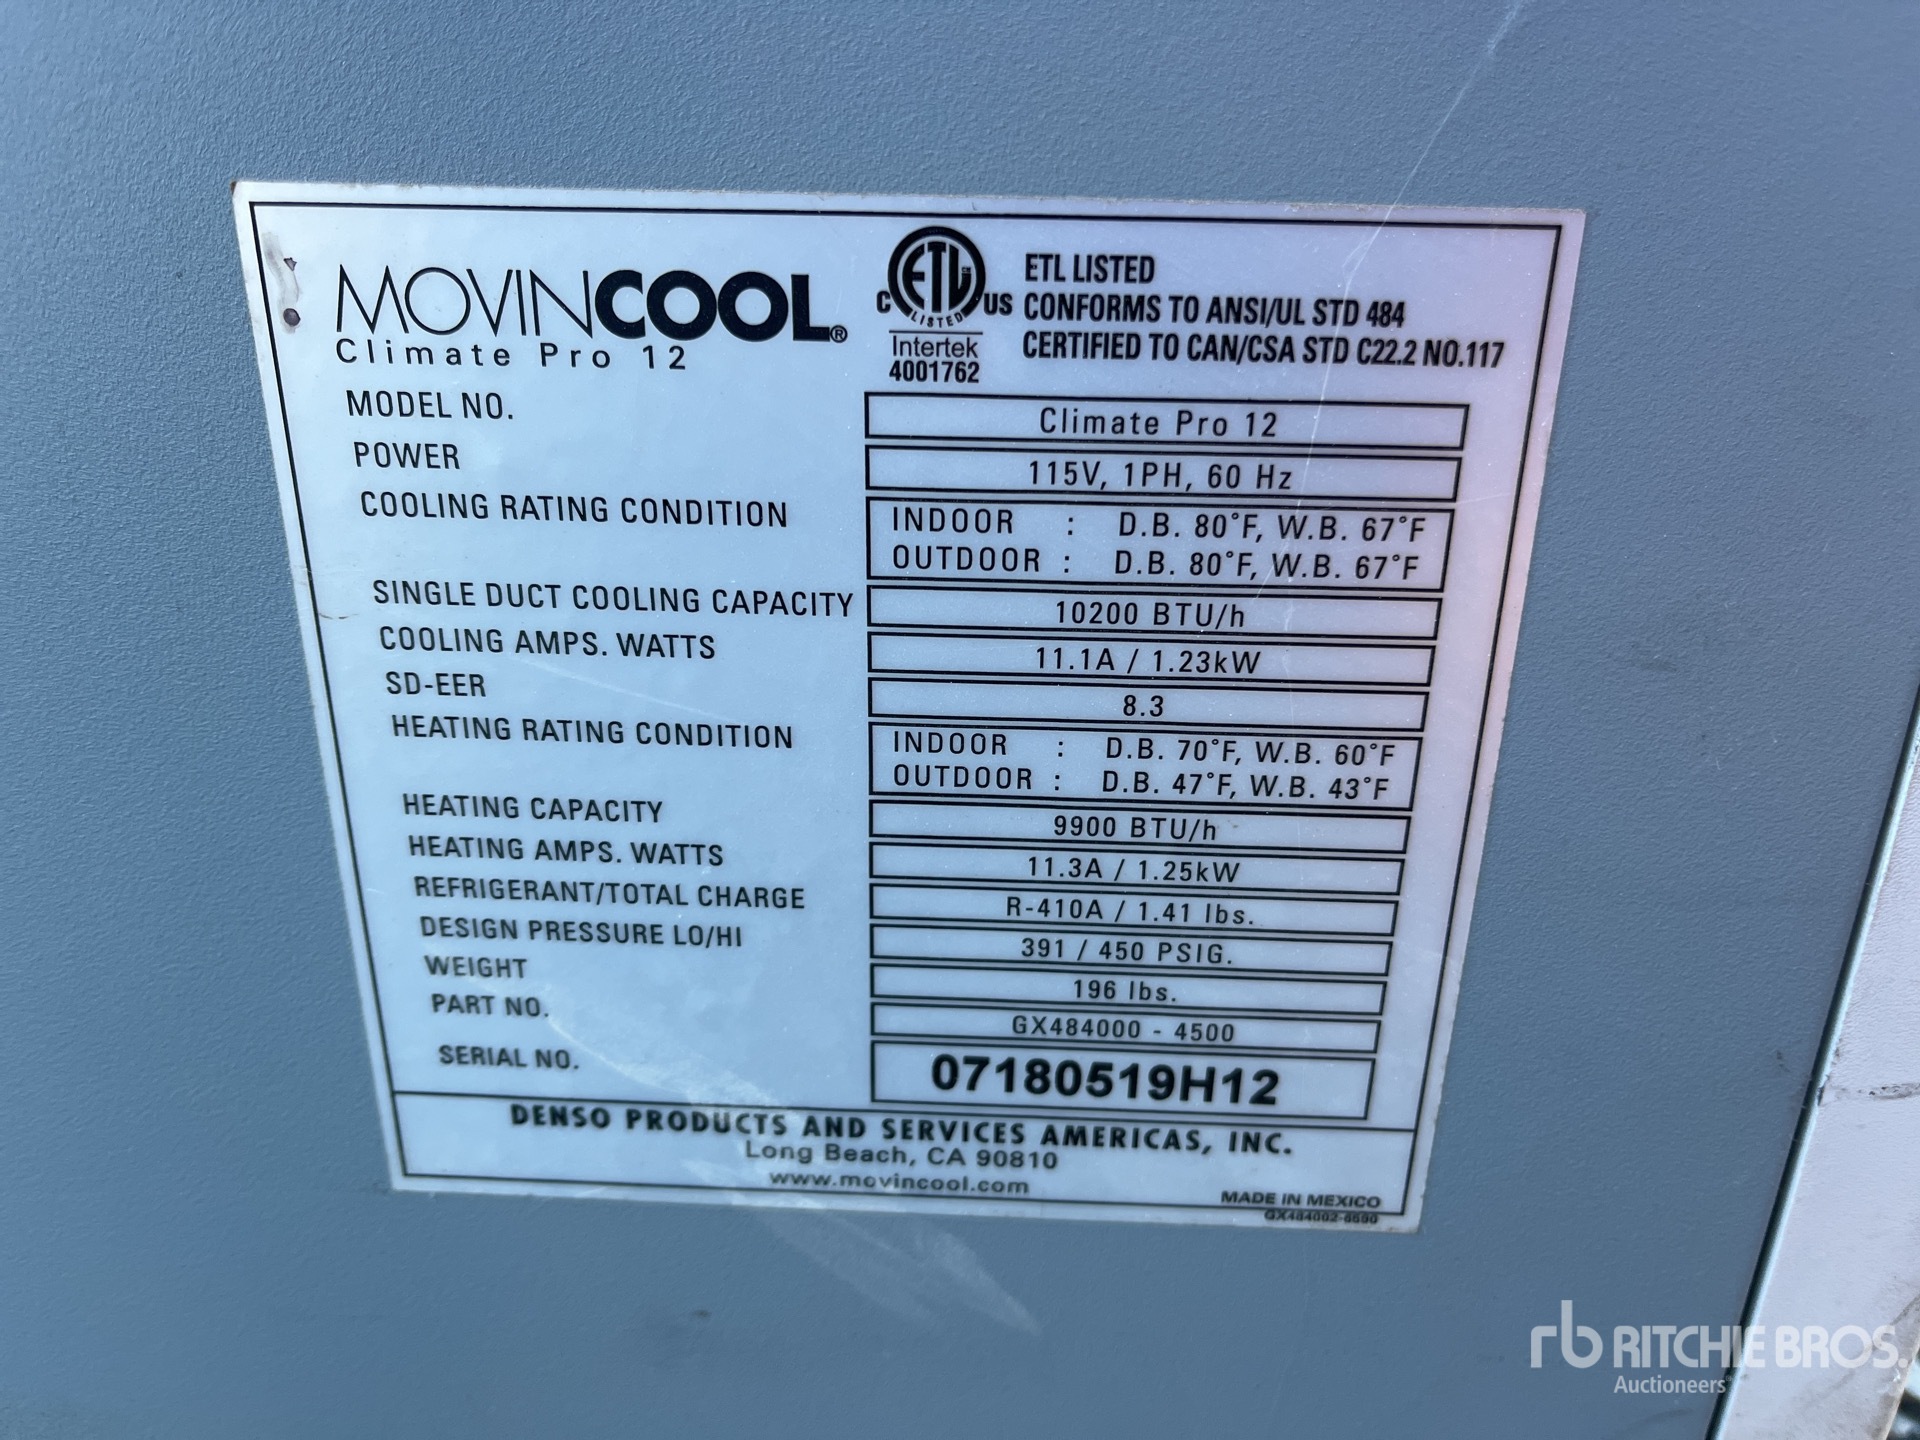 MOVINCOOL®
Climate Pro 12
C ETL US
LISTED
Intertek
4001762
ETL LISTED
CONFORMS TO ANSI/UL STD 484
CERTIFIED TO CAN/CSA STD C22.2 NO.117
MODEL NO. Climate Pro 12
POWER 115V, 1PH, 60 Hz
COOLING RATING CONDITION INDOOR : D.B. 80°F, W.B. 67°F
OUTDOOR : D.B. 80°F, W.B. 67°F
SINGLE DUCT COOLING CAPACITY 10200 BTU/h
COOLING AMPS. WATTS 11.1A / 1.23kW
SD-EER 8.3
HEATING RATING CONDITION INDOOR : D.B. 70°F, W.B. 60°F
OUTDOOR : D.B. 47°F, W.B. 43°F
HEATING CAPACITY 9900 BTU/h
HEATING AMPS. WATTS 11.3A / 1.25kW
REFRIGERANT/TOTAL CHARGE R-410A / 1.41 lbs.
DESIGN PRESSURE LO/HI 391 / 450 PSIG.
WEIGHT 196 lbs.
PART NO. GX484000 - 4500
SERIAL NO. 07180519H12
DENSO PRODUCTS AND SERVICES AMERICAS, INC.
Long Beach, CA 90810
www.movincool.com
MADE IN MEXICO
rb RITCHIE BROS.
Auctioneers